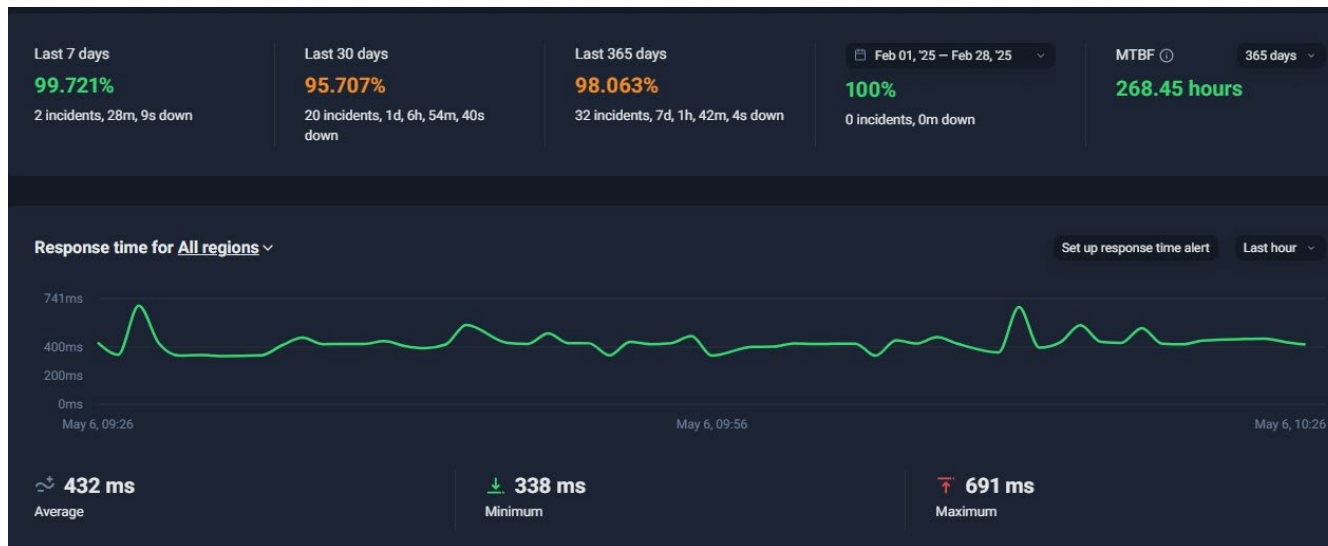 Last 7 days
99.721%
2 incidents, 28m, 9s down
Last 30 days
95.707%
20 incidents, 1d, 6h, 54m, 40s
down
Last 365 days
98.063%
32 incidents, 7d, 1h, 42m, 4s down
Feb 01, '25 — Feb 28, '25
100%
0 incidents, 0m down
MTBF
365 days
268.45 hours
Response time for All regions
Set up response time alert
Last hour
741ms
400ms
200ms
0ms
May 6, 09:26
May 6, 09:56
May 6, 10:26
432 ms
Average
338 ms
Minimum
691 ms
Maximum